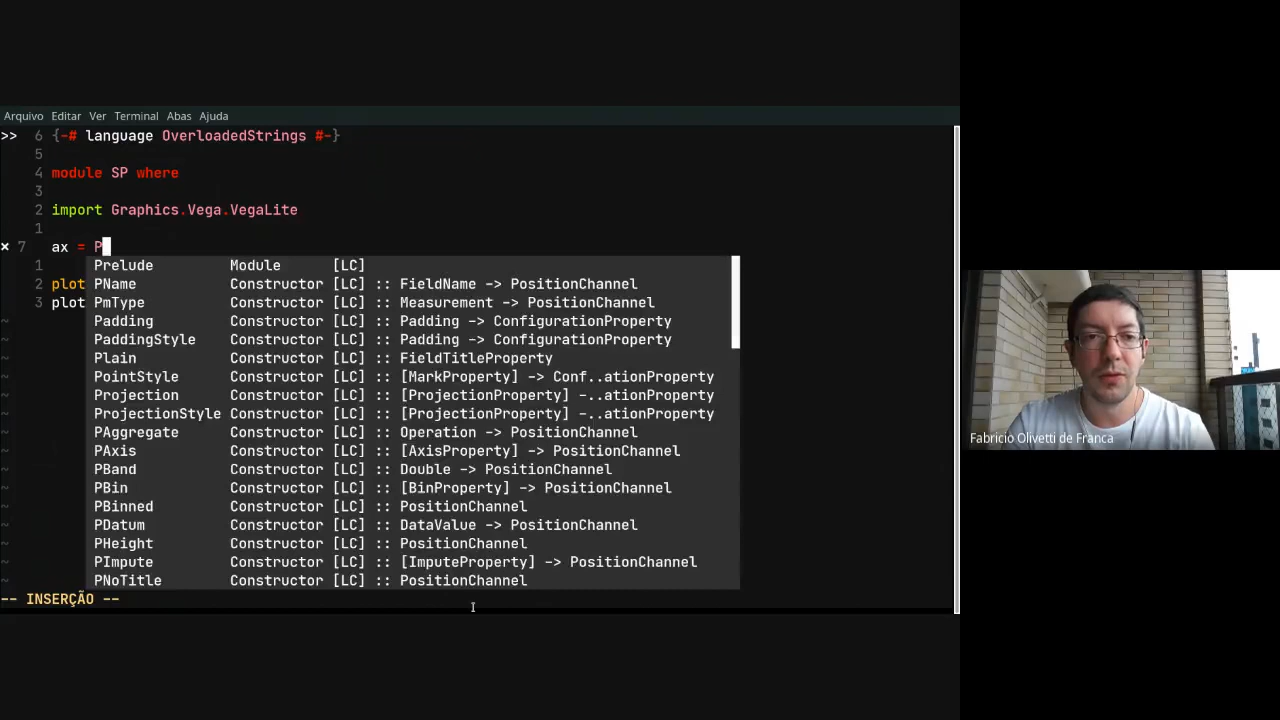 Arquivo Editar Ver Terminal Abas Ajuda
>> 6 {-# language OverloadedStrings #-}
5
4 module SP where
3
2 import Graphics.Vega.VegaLite
1
× 7 ax = P
1 Prelude Module [LC]
2 plot PName Constructor [LC] :: FieldName -> PositionChannel
3 plot PmType Constructor [LC] :: Measurement -> PositionChannel
~ Padding Constructor [LC] :: Padding -> ConfigurationProperty
~ PaddingStyle Constructor [LC] :: Padding -> ConfigurationProperty
~ Plain Constructor [LC] :: FieldTitleProperty
~ PointStyle Constructor [LC] :: [MarkProperty] -> Conf..ationProperty
~ Projection Constructor [LC] :: [ProjectionProperty] -..ationProperty
~ ProjectionStyle Constructor [LC] :: [ProjectionProperty] -..ationProperty
~ PAggregate Constructor [LC] :: Operation -> PositionChannel
~ PAxis Constructor [LC] :: [AxisProperty] -> PositionChannel
~ PBand Constructor [LC] :: Double -> PositionChannel
~ PBin Constructor [LC] :: [BinProperty] -> PositionChannel
~ PBinned Constructor [LC] :: PositionChannel
~ PDatum Constructor [LC] :: DataValue -> PositionChannel
~ PHeight Constructor [LC] :: PositionChannel
~ PImpute Constructor [LC] :: [ImputeProperty] -> PositionChannel
~ PNoTitle Constructor [LC] :: PositionChannel
-- INSERÇÃO --
Fabricio Olivetti de Franca